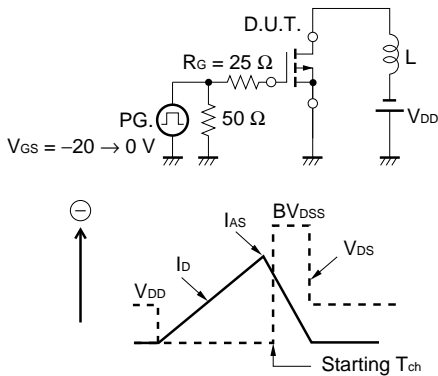 D.U.T.
RG = 25 Ω
L
PG.
50 Ω
VDD
VGS = −20 → 0 V
⊖
BVDSS
IAS
VDS
ID
VDD
Starting Tch